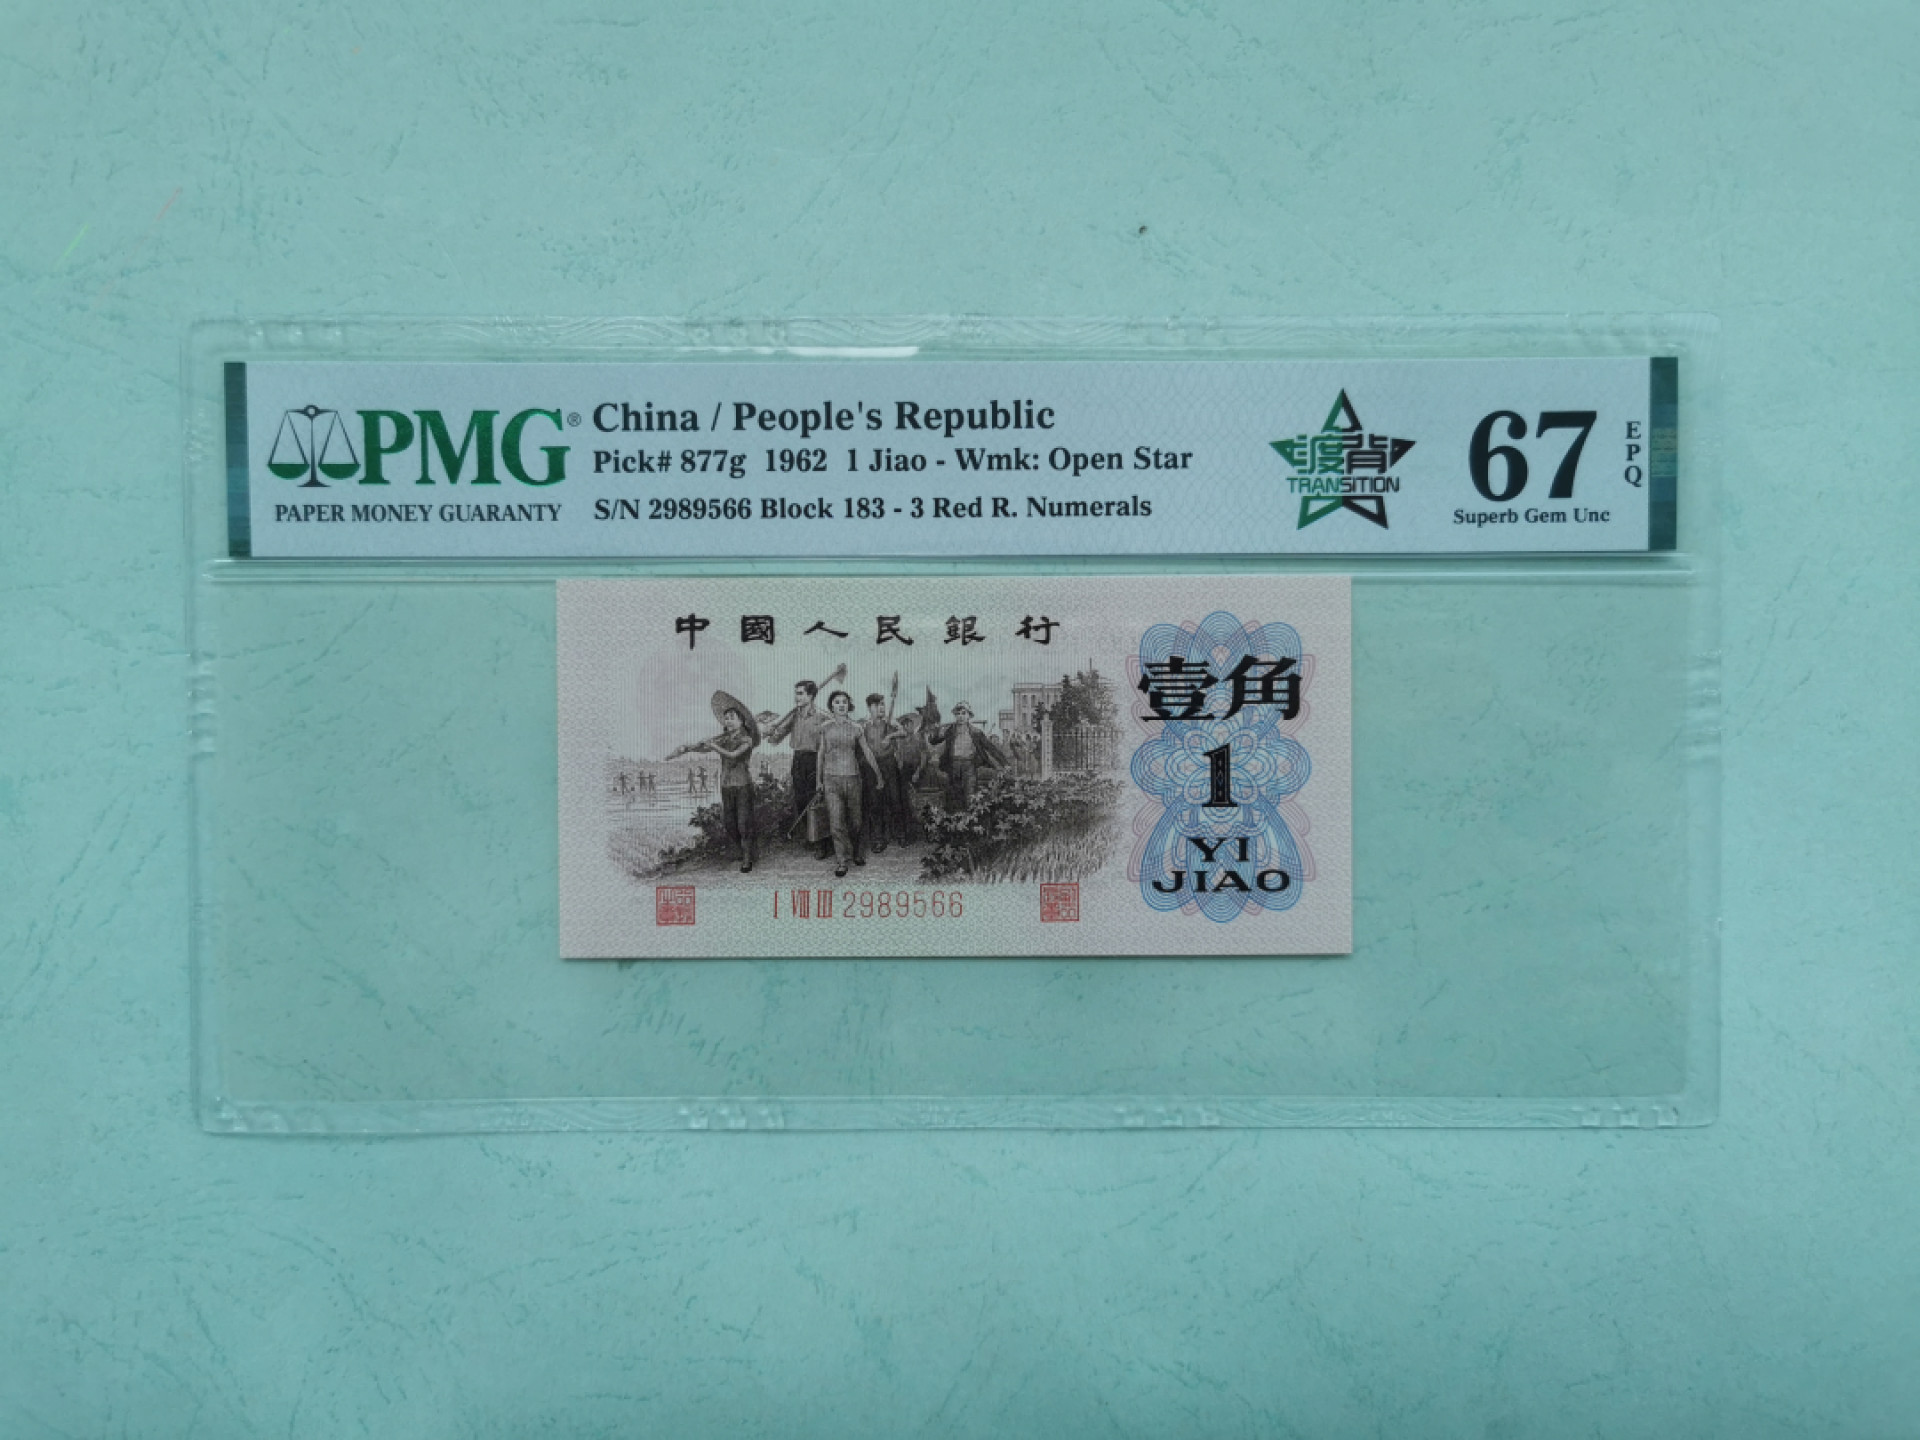 PMG®
PAPER MONEY GUARANTY
China / People's Republic
Pick# 877g 1962 1 Jiao - Wmk: Open Star
S/N 2989566 Block 183 - 3 Red R. Numerals
渡背
TRANSITION
67
EPQ
Superb Gem Unc
中國人民銀行
壹角
1
YI
JIAO
I VIII III 2989566